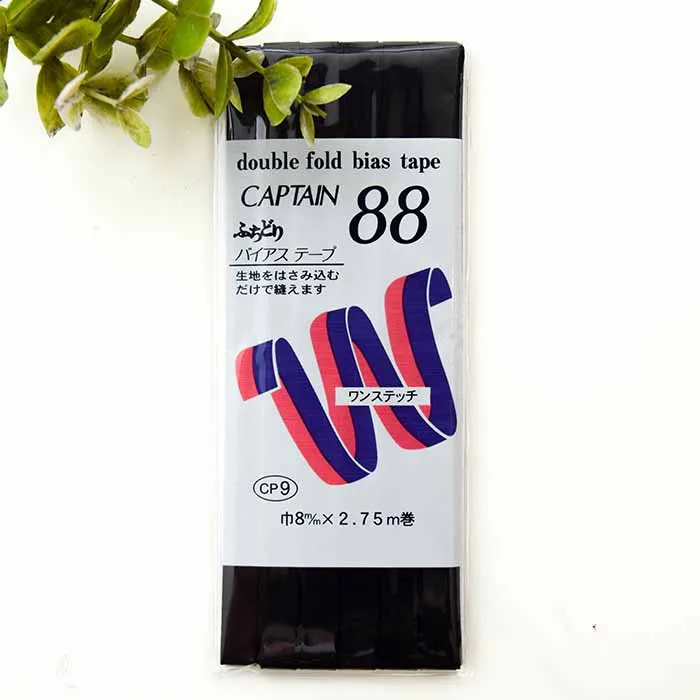 double fold bias tape
CAPTAIN 88
ふちどり
バイアステープ
生地をはさみ込む
だけで縫えます
ワンステッチ
CP9
巾8m/m×2.75m巻